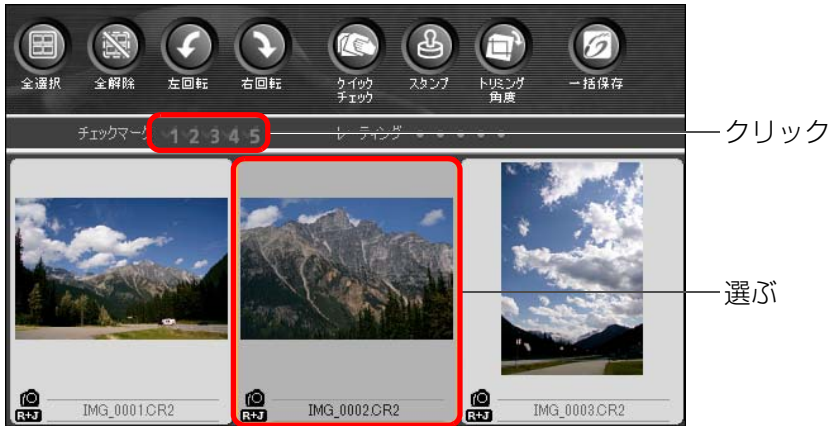 全選択 全解除 左回転 右回転 クイック スタンプ トリミング 一括保存
チェック 角度
チェックマーク 1 2 3 4 5 レーティング
クリック
選ぶ
R+J IMG_0001.CR2 R+J IMG_0002.CR2 R+J IMG_0003.CR2